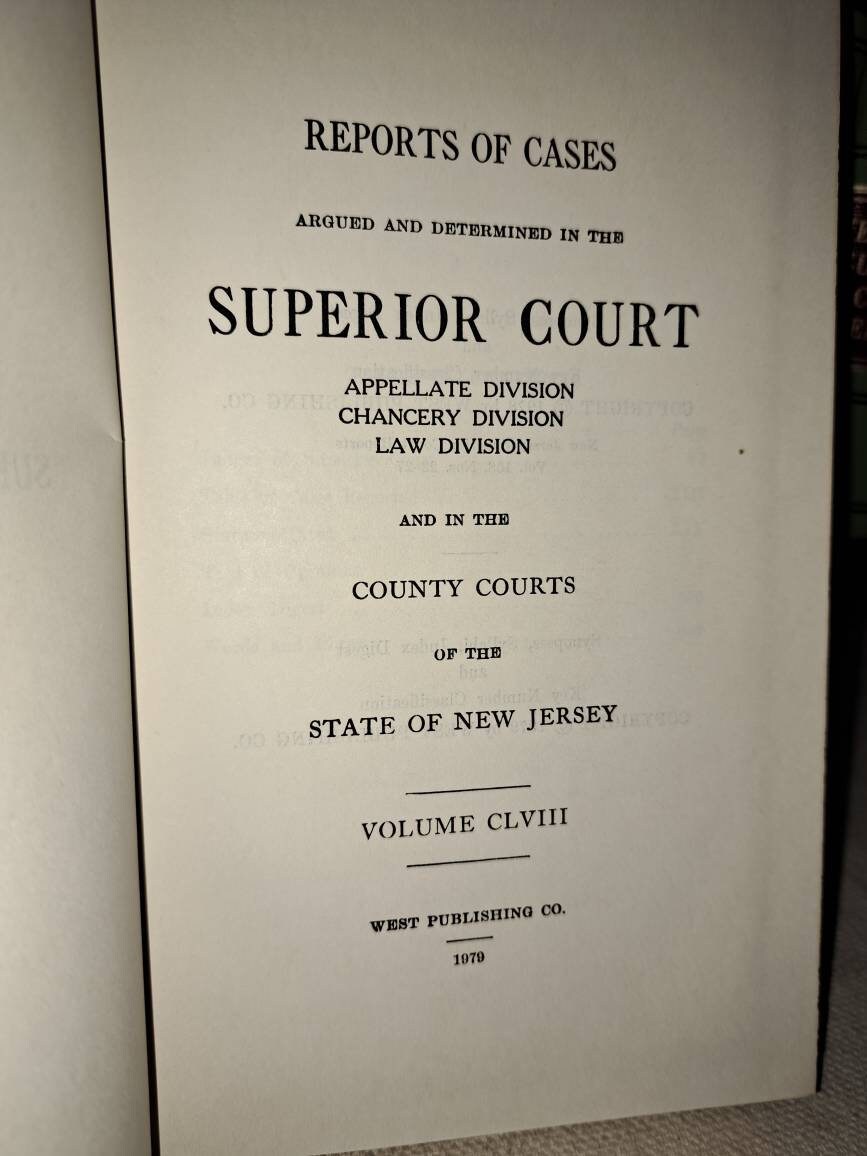 REPORTS OF CASES
ARGUED AND DETERMINED IN THE
SUPERIOR COURT
APPELLATE DIVISION
CHANCERY DIVISION
LAW DIVISION
AND IN THE
COUNTY COURTS
OF THE
STATE OF NEW JERSEY
VOLUME CLVIII
WEST PUBLISHING CO.
1979